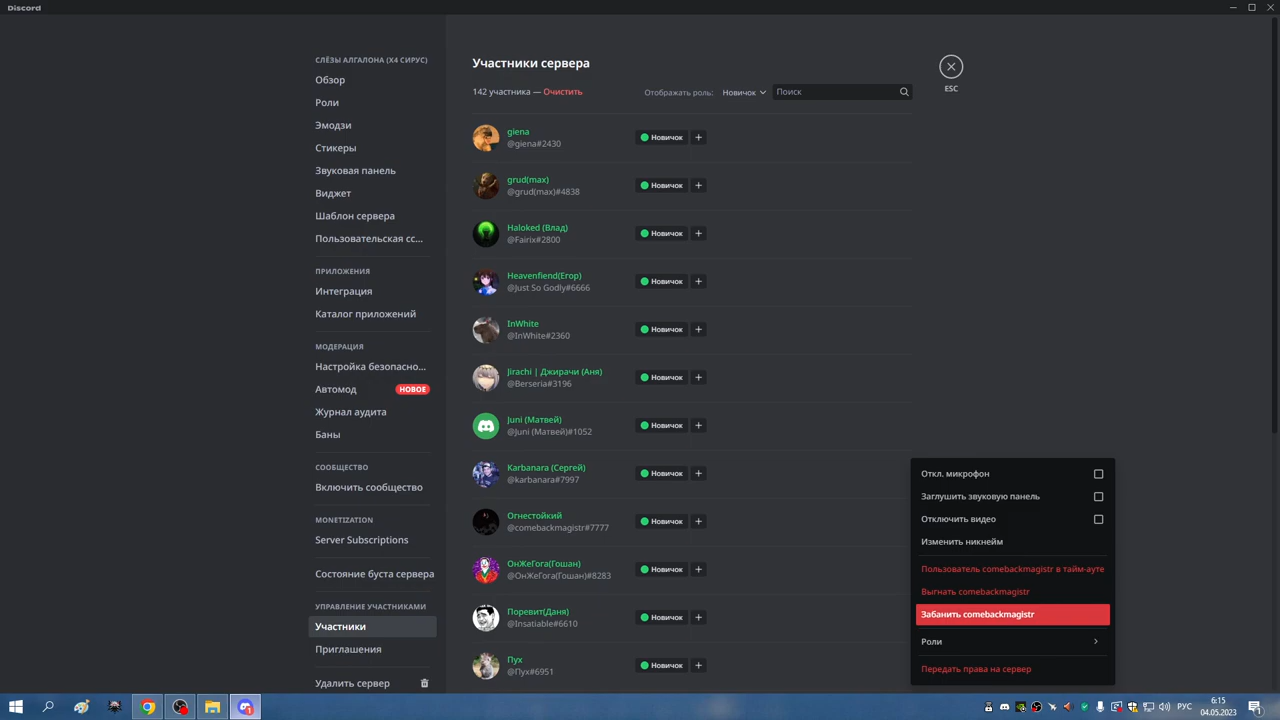 Discord
СЛЁЗЫ АЛГАЛОНА (X4 СИРУС)
Обзор
Роли
Эмодзи
Стикеры
Звуковая панель
Виджет
Шаблон сервера
Пользовательская сс...
ПРИЛОЖЕНИЯ
Интеграция
Каталог приложений
МОДЕРАЦИЯ
Настройка безопасно...
Автомод НОВОЕ
Журнал аудита
Баны
СООБЩЕСТВО
Включить сообщество
MONETIZATION
Server Subscriptions
Состояние буста сервера
УПРАВЛЕНИЕ УЧАСТНИКАМИ
Участники
Приглашения
Удалить сервер
Участники сервера
142 участника — Очистить
Отображать роль: Новичок
Поиск
ESC
giena
@giena#2430
Новичок +
grud(max)
@grud(max)#4838
Новичок +
Haloked (Влад)
@Fairix#2800
Новичок +
Heavenfiend(Егор)
@Just So Godly#6666
Новичок +
InWhite
@InWhite#2360
Новичок +
Jirachi | Джирачи (Аня)
@Berseria#3196
Новичок +
Juni (Матвей)
@Juni (Матвей)#1052
Новичок +
Karbanara (Сергей)
@karbanara#7997
Новичок +
Огнестойкий
@comebackmagistr#7777
Новичок +
ОнЖеГога(Гошан)
@ОнЖеГога(Гошан)#8283
Новичок +
Поревит(Даня)
@Insatiable#6610
Новичок +
Пух
@Пух#6951
Новичок +
Откл. микрофон
Заглушить звуковую панель
Отключить видео
Изменить никнейм
Пользователь comebackmagistr в тайм-ауте
Выгнать comebackmagistr
Забанить comebackmagistr
Роли
Передать права на сервер
РУС
6:15
04.05.2023
1